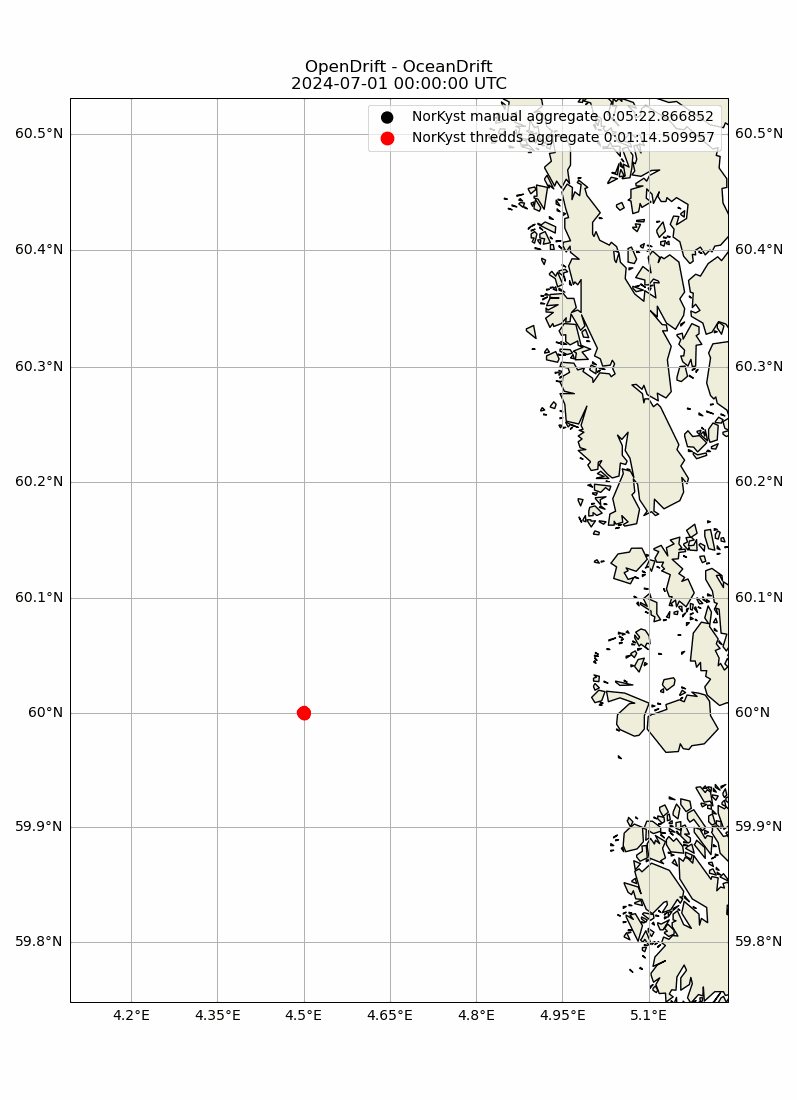 OpenDrift - OceanDrift
2024-07-01 00:00:00 UTC
NorKyst manual aggregate 0:05:22.866852
NorKyst thredds aggregate 0:01:14.509957
60.5°N 60.5°N
60.4°N 60.4°N
60.3°N 60.3°N
60.2°N 60.2°N
60.1°N 60.1°N
60°N 60°N
59.9°N 59.9°N
59.8°N 59.8°N
4.2°E 4.35°E 4.5°E 4.65°E 4.8°E 4.95°E 5.1°E